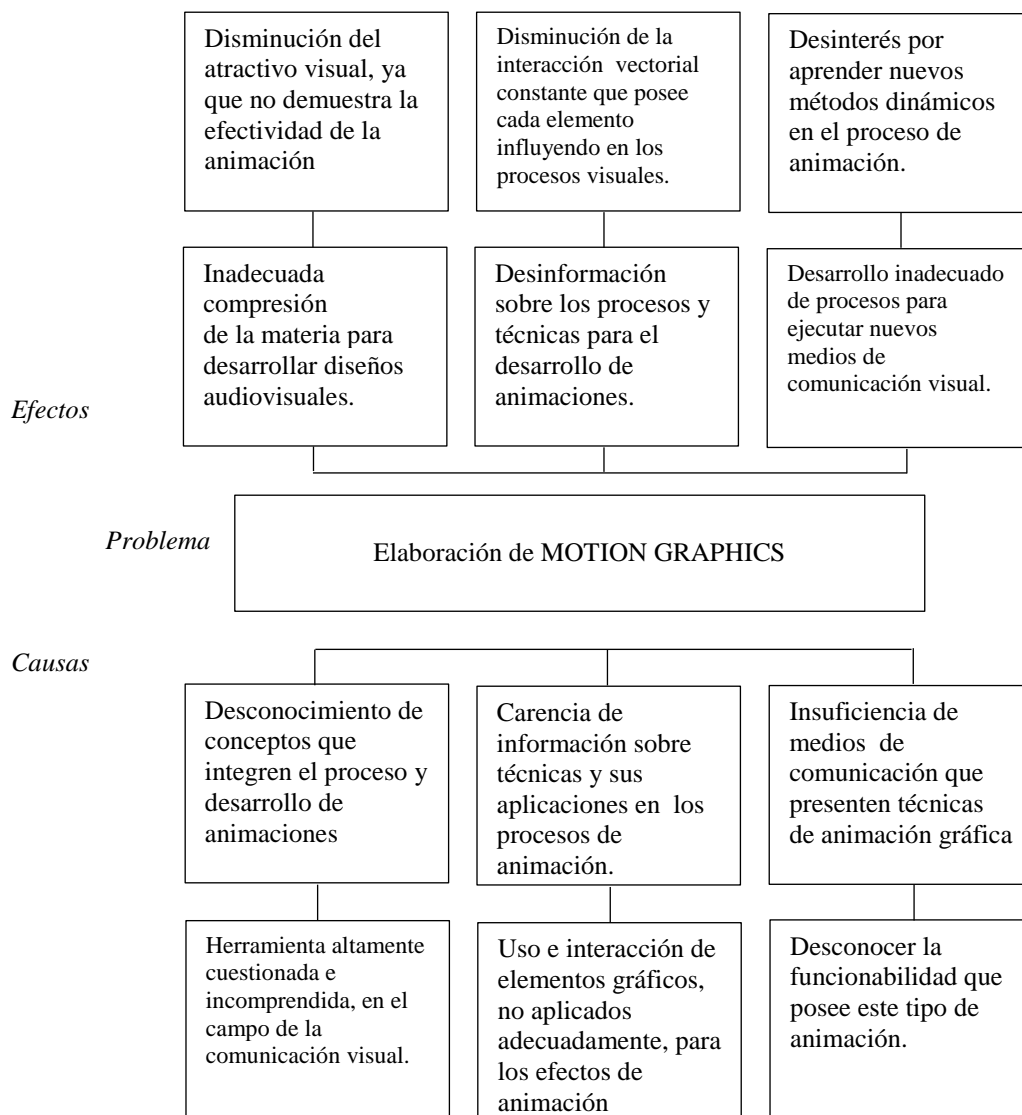 Disminución del
atractivo visual, ya
que no demuestra la
efectividad de la
animación
Disminución de la
interacción vectorial
constante que posee
cada elemento
influyendo en los
procesos visuales.
Desinterés por
aprender nuevos
métodos dinámicos
en el proceso de
animación.
Inadecuada
compresión
de la materia para
desarrollar diseños
audiovisuales.
Desinformación
sobre los procesos y
técnicas para el
desarrollo de
animaciones.
Desarrollo inadecuado
de procesos para
ejecutar nuevos
medios de
comunicación visual.
Efectos
Problema
Elaboración de MOTION GRAPHICS
Causas
Desconocimiento de
conceptos que
integren el proceso y
desarrollo de
animaciones
Carencia de
información sobre
técnicas y sus
aplicaciones en los
procesos de
animación.
Insuficiencia de
medios de
comunicación que
presenten técnicas
de animación gráfica
Herramienta altamente
cuestionada e
incomprendida, en el
campo de la
comunicación visual.
Uso e interacción de
elementos gráficos,
no aplicados
adecuadamente, para
los efectos de
animación
Desconocer la
funcionabilidad que
posee este tipo de
animación.